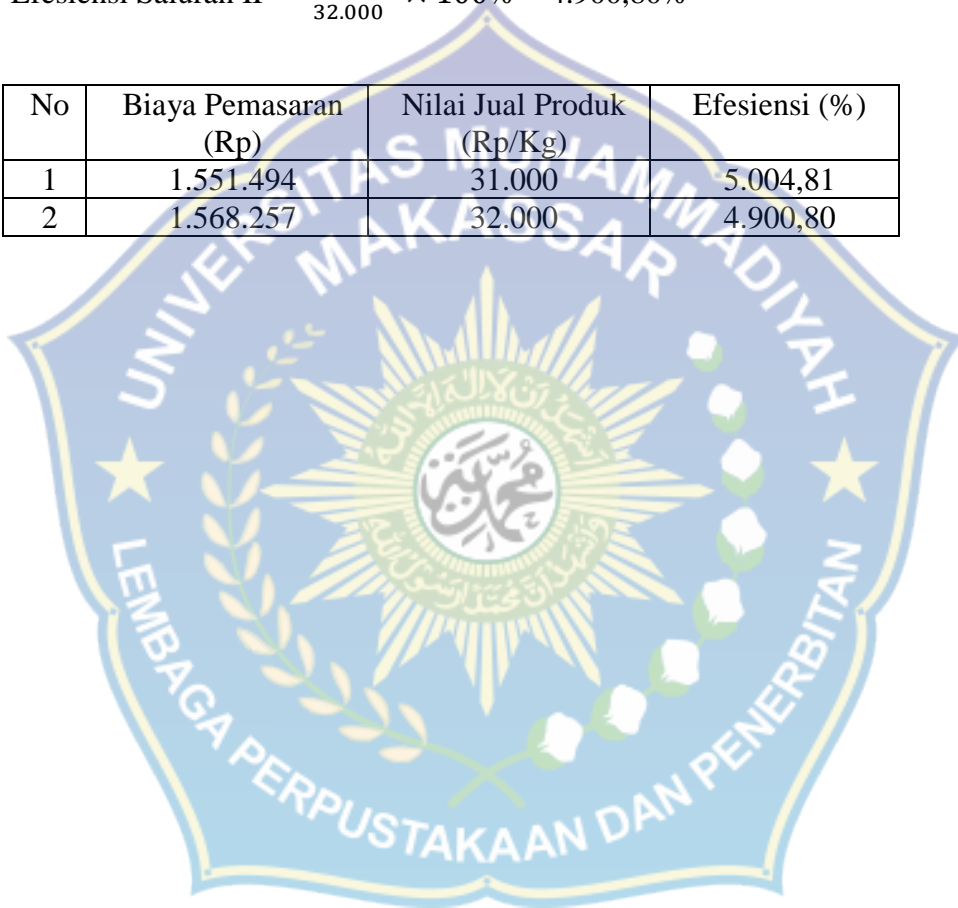 Efesiensi Saluran II
32.000 × 100% = 4.900,80%
No Biaya Pemasaran (Rp) Nilai Jual Produk (Rp/Kg) Efesiensi (%)
1 1.551.494 31.000 5.004,81
2 1.568.257 32.000 4.900,80
UNIVERSITAS MUHAMMADIYAH
MAKASSAR
LEMBAGA PERPUSTAKAAN DAN PENERBITAN